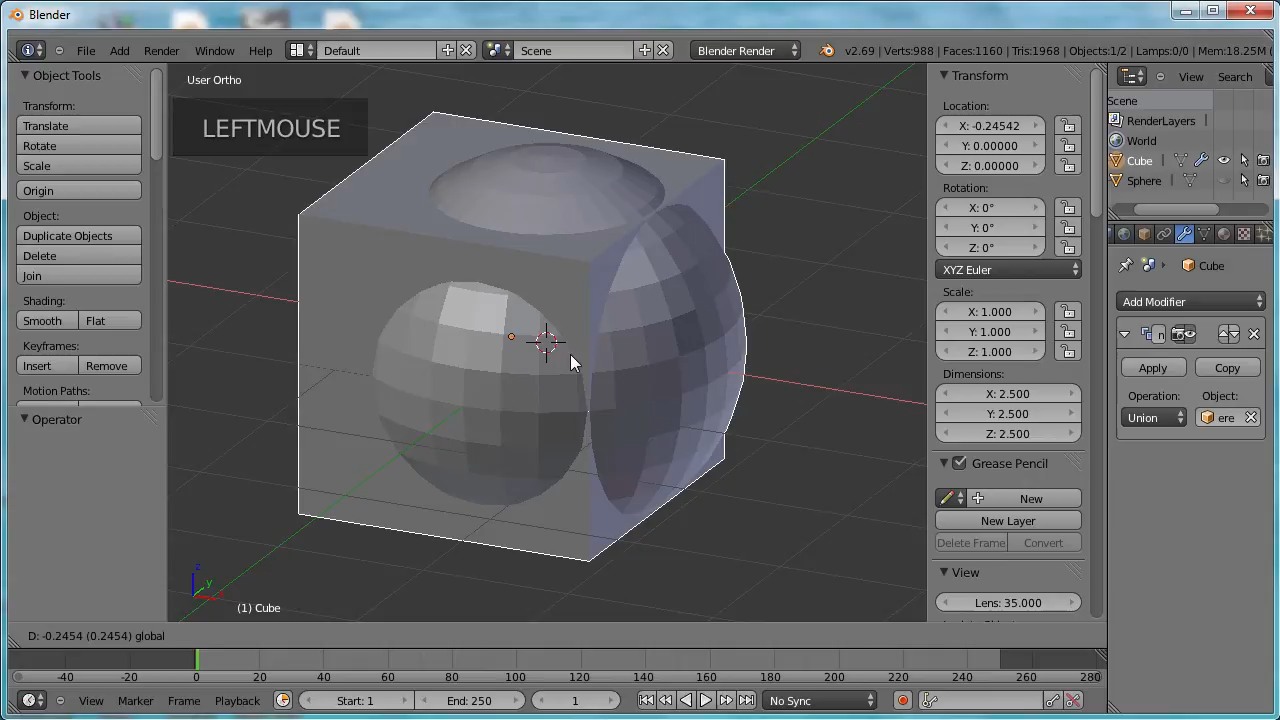 Blender
File Add Render Window Help Default Scene Blender Render v2.69 | Verts:988 | Faces:1160 | Tris:1968 | Objects:1/2 | Lamps:0/0 | Mem:18.25M
Object Tools
Transform:
Translate
Rotate
Scale
Origin
Object:
Duplicate Objects
Delete
Join
Shading:
Smooth Flat
Keyframes:
Insert Remove
Motion Paths:
Operator
User Ortho
LEFTMOUSE
z
y
(1) Cube
Transform
Location:
X: -0.24542
Y: 0.00000
Z: 0.00000
Rotation:
X: 0°
Y: 0°
Z: 0°
XYZ Euler
Scale:
X: 1.000
Y: 1.000
Z: 1.000
Dimensions:
X: 2.500
Y: 2.500
Z: 2.500
Grease Pencil
New
New Layer
Delete Frame Convert
View
Lens: 35.000
View Search
Scene
RenderLayers
World
Cube
Sphere
Cube
Add Modifier
Apply Copy
Operation: Object:
Union ere
D: -0.2454 (0.2454) global
-40 -20 0 20 40 60 80 100 120 140 160 180 200 220 240 260 280
View Marker Frame Playback Start: 1 End: 250 1 No Sync